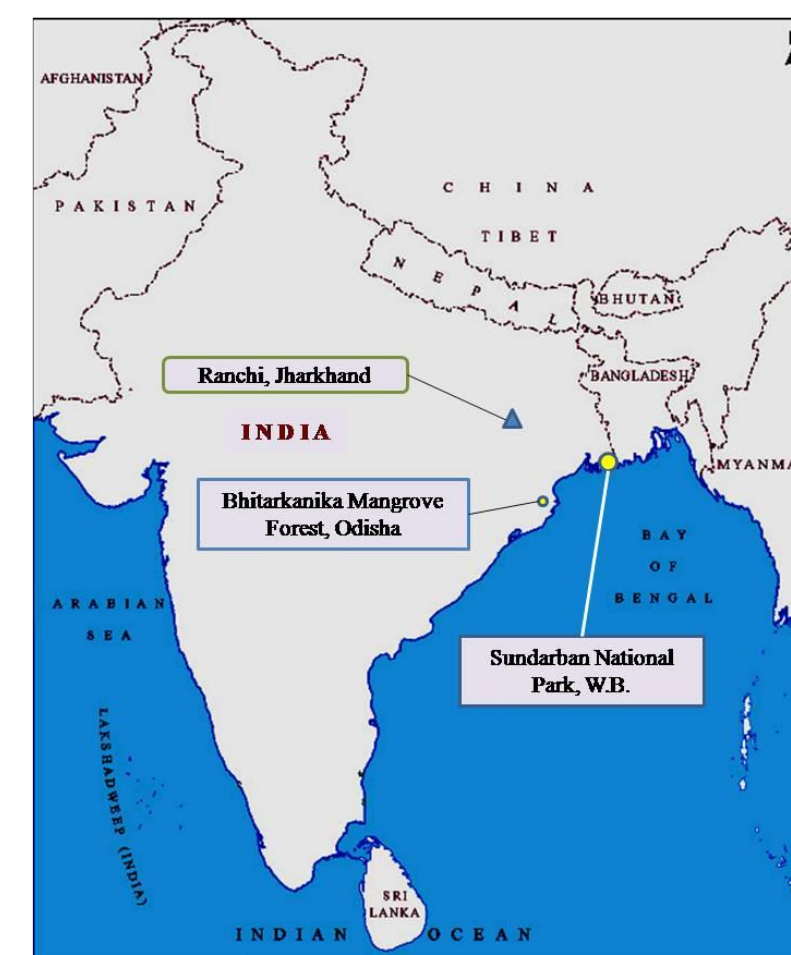 AFGHANISTAN
PAKISTAN
CHINA
TIBET
NEPAL
BHUTAN
BANGLADESH
Ranchi, Jharkhand
INDIA
MYANMA
Bhitarkanika Mangrove
Forest, Odisha
BAY
OF
BENGAL
ARABIAN
SEA
Sundarban National
Park, W.B.
LAKSHADWEEP (INDIA)
SRI
LANKA
INDIAN OCEAN